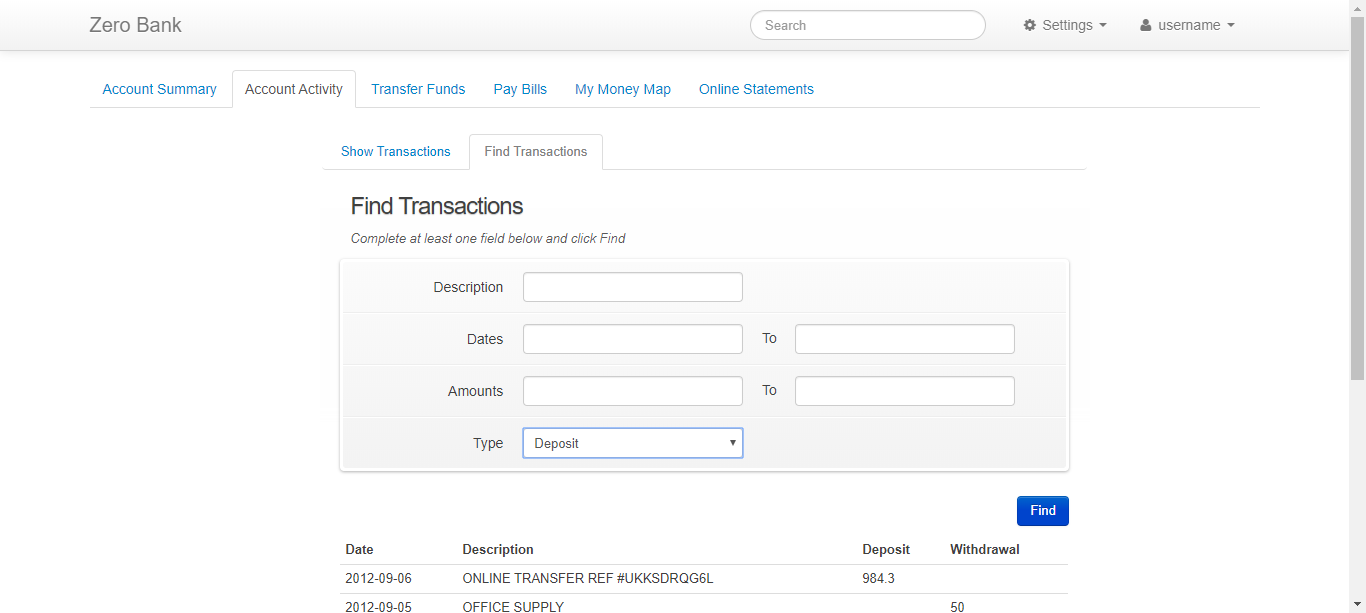 Zero Bank
Search
Settings
username
Account Summary
Account Activity
Transfer Funds
Pay Bills
My Money Map
Online Statements
Show Transactions
Find Transactions
Find Transactions
Complete at least one field below and click Find
Description
Dates To
Amounts To
Type Deposit
Find
Date Description Deposit Withdrawal
2012-09-06 ONLINE TRANSFER REF #UKKSDRQG6L 984.3
2012-09-05 OFFICE SUPPLY 50